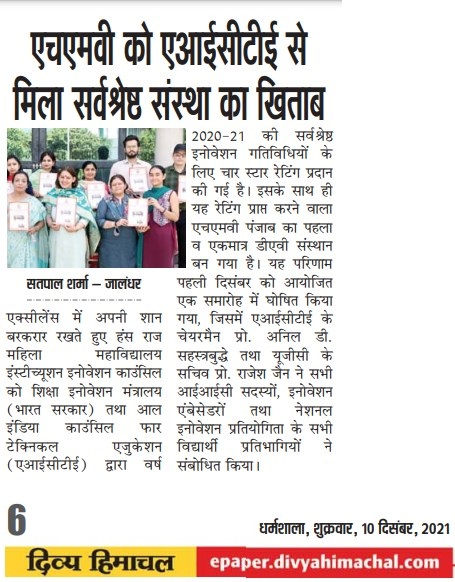 एचएमवी को एआईसीटीई से
मिला सर्वश्रेष्ठ संस्था का खिताब
सतपाल शर्मा – जालंधर
एक्सीलेंस में अपनी शान
बरकरार रखते हुए हंस राज
महिला महाविद्यालय
इंस्टीच्यूशन इनोवेशन काउंसिल
को शिक्षा इनोवेशन मंत्रालय
(भारत सरकार) तथा आल
इंडिया काउंसिल फार
टेक्निकल एजुकेशन
(एआईसीटीई) द्वारा वर्ष
2020-21 की सर्वश्रेष्ठ
इनोवेशन गतिविधियों के
लिए चार स्टार रेटिंग प्रदान
की गई है। इसके साथ ही
यह रेटिंग प्राप्त करने वाला
एचएमवी पंजाब का पहला
व एकमात्र डीएवी संस्थान
बन गया है। यह परिणाम
पहली दिसंबर को आयोजित
एक समारोह में घोषित किया
गया, जिसमें एआईसीटीई के
चेयरमैन प्रो. अनिल डी.
सहस्त्रबुद्धे तथा यूजीसी के
सचिव प्रो. राजेश जैन ने सभी
आईआईसी सदस्यों, इनोवेशन
एंबेसेडरों तथा नेशनल
इनोवेशन प्रतियोगिता के सभी
विद्यार्थी प्रतिभागियों ने
संबोधित किया।
6
धर्मशाला, शुक्रवार, 10 दिसंबर, 2021
दिव्य हिमाचल epaper.divyahimachal.com